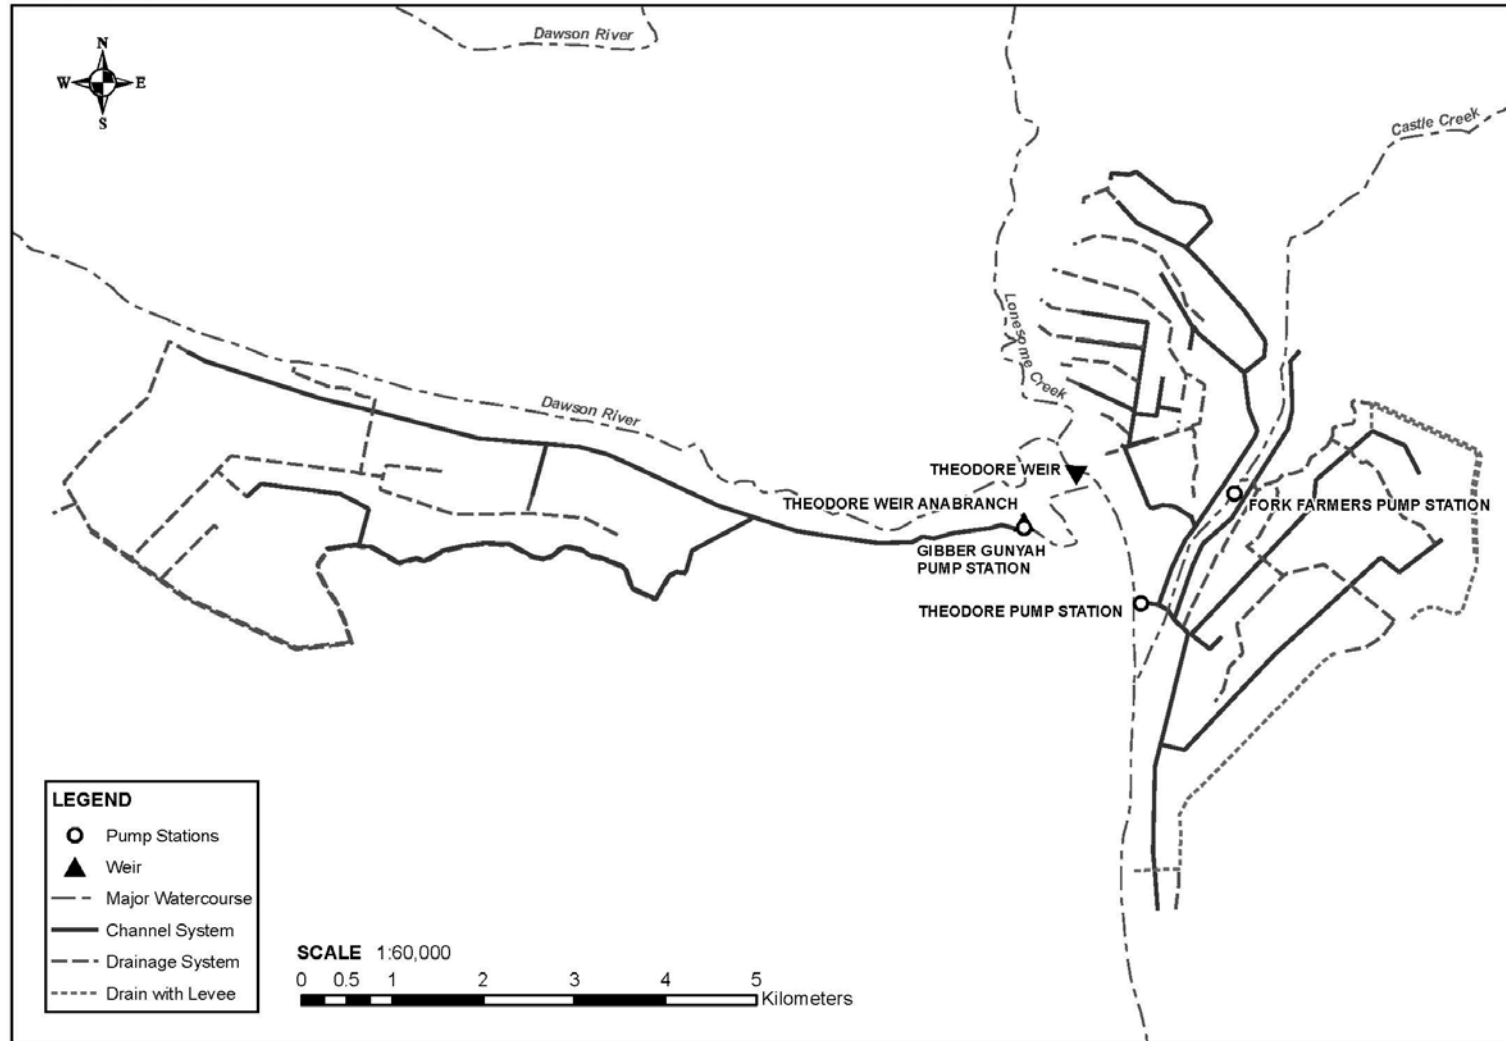 Dawson River
N
W E
S
Castle Creek
Lonesome Creek
Dawson River
THEODORE WEIR
THEODORE WEIR ANABRANCH
FORK FARMERS PUMP STATION
GIBBER GUNYAH
PUMP STATION
THEODORE PUMP STATION
LEGEND
Pump Stations
Weir
Major Watercourse
Channel System
Drainage System
Drain with Levee
SCALE 1:60,000
0 0.5 1 2 3 4 5
Kilometers